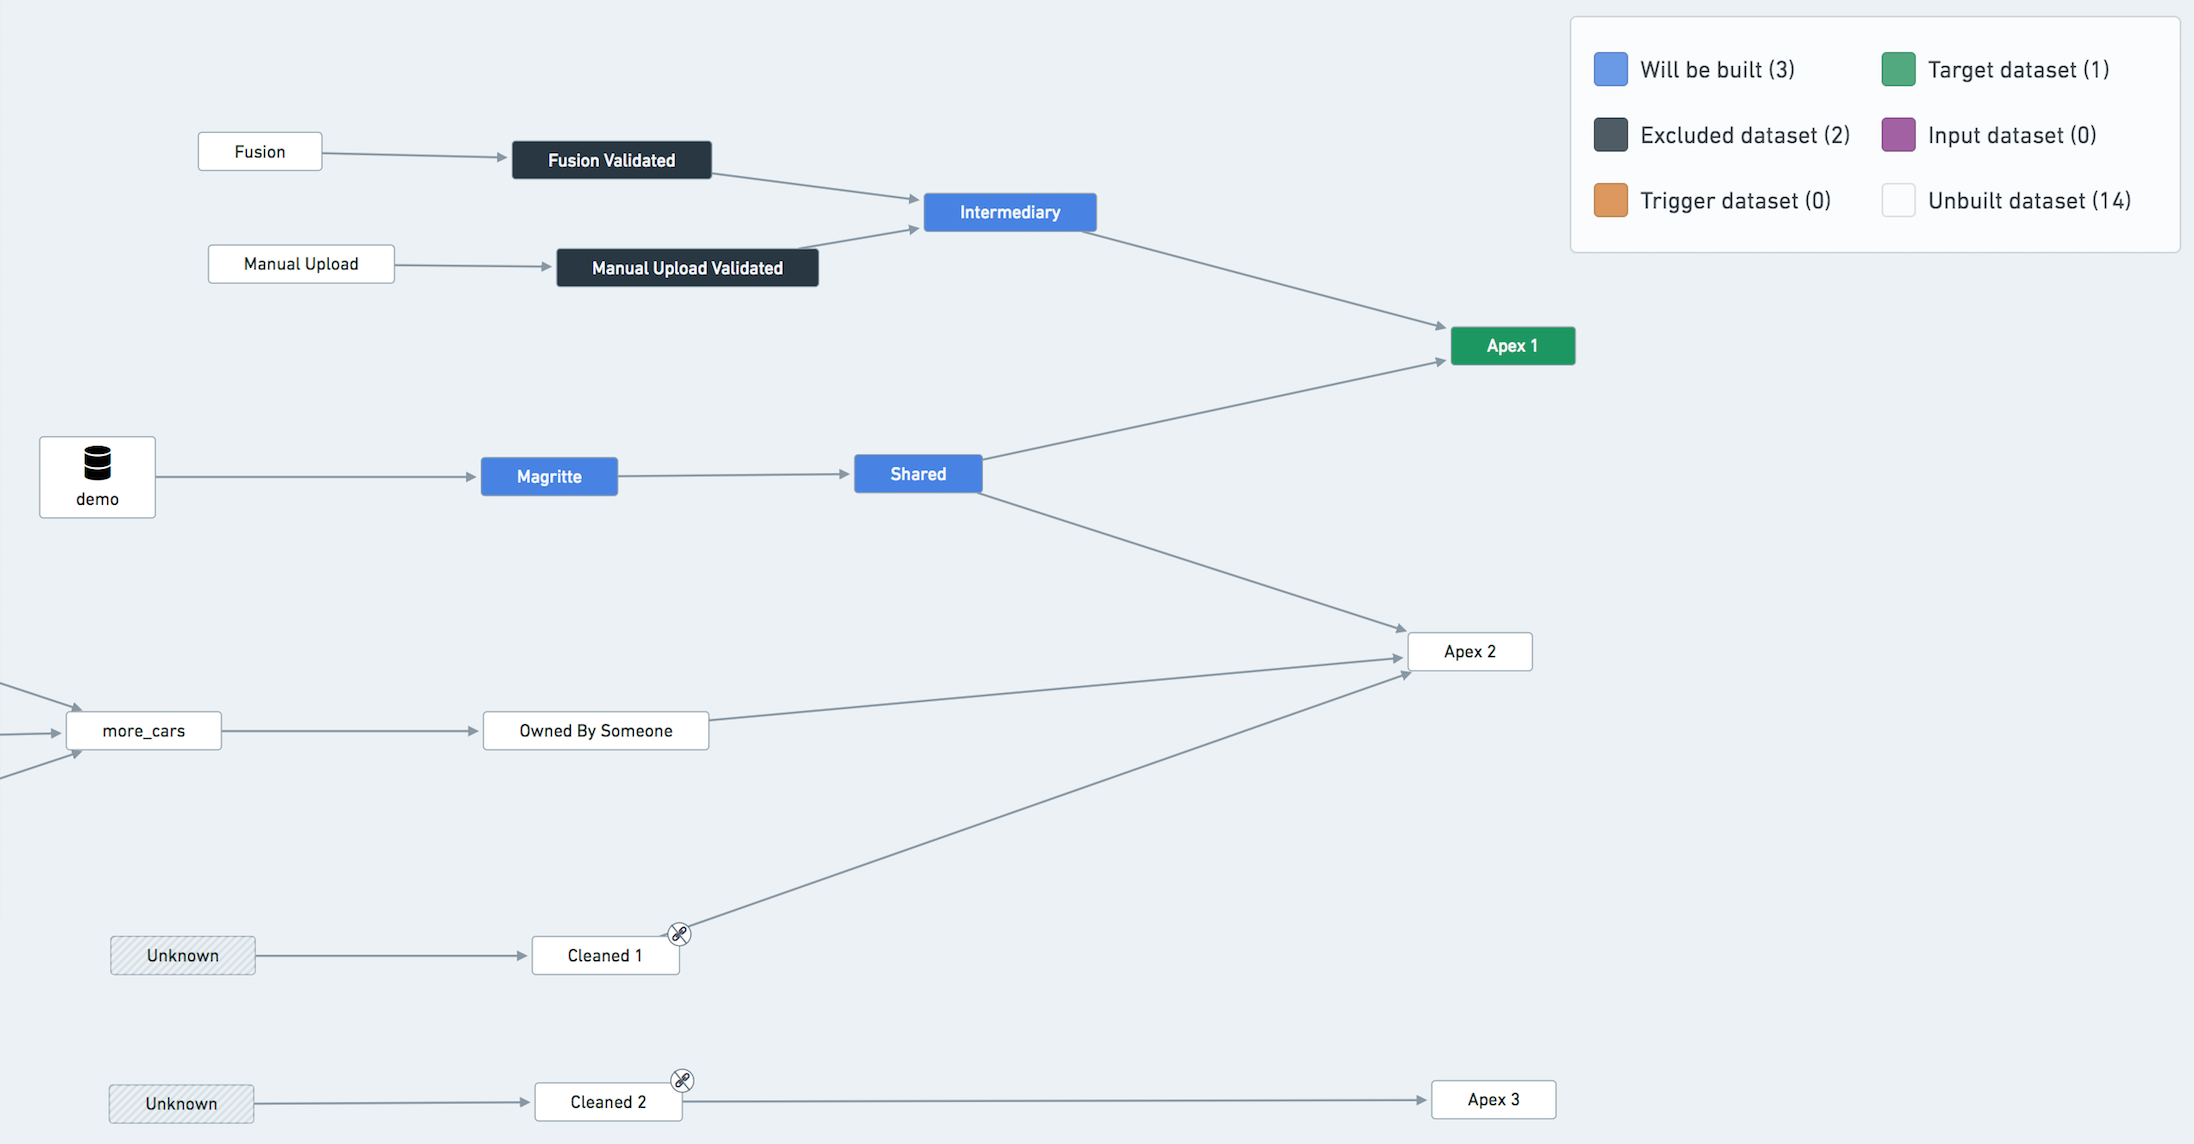 Will be built (3)
Target dataset (1)
Excluded dataset (2)
Input dataset (0)
Trigger dataset (0)
Unbuilt dataset (14)
Fusion
Fusion Validated
Intermediary
Manual Upload
Manual Upload Validated
Apex 1
demo
Magritte
Shared
Apex 2
more_cars
Owned By Someone
Unknown
Cleaned 1
Unknown
Cleaned 2
Apex 3